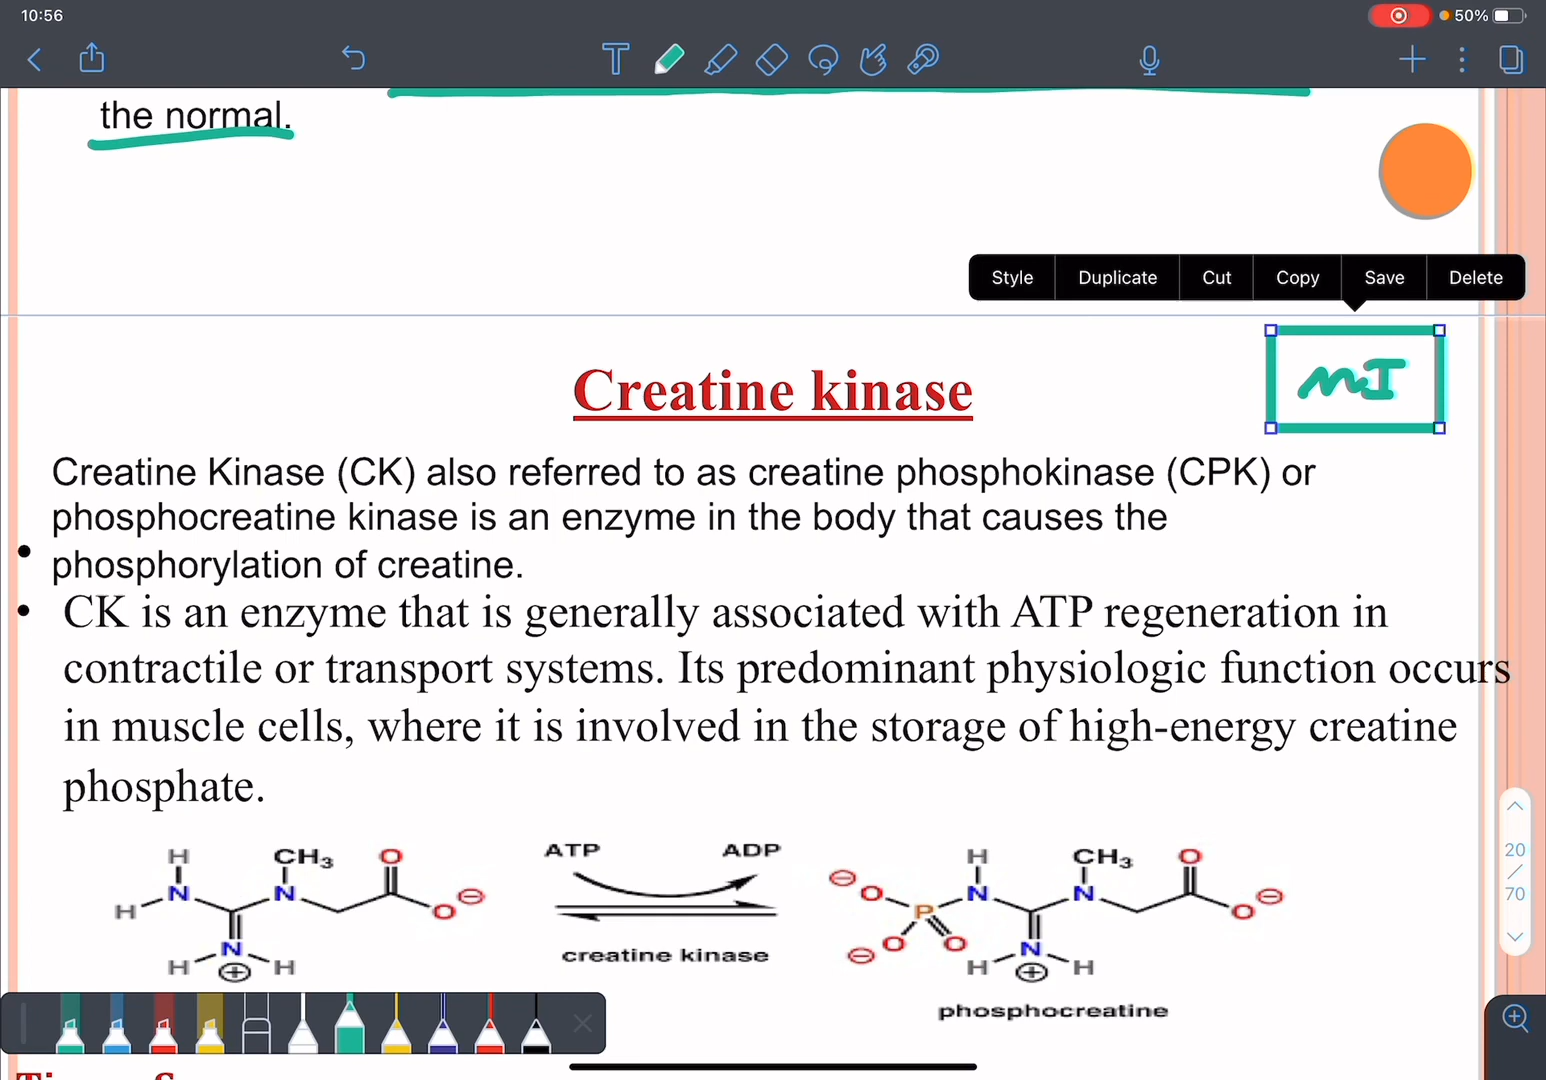 10:56
50%
the normal.
Style Duplicate Cut Copy Save Delete
Creatine kinase
MI
Creatine Kinase (CK) also referred to as creatine phosphokinase (CPK) or
phosphocreatine kinase is an enzyme in the body that causes the
• phosphorylation of creatine.
• CK is an enzyme that is generally associated with ATP regeneration in
contractile or transport systems. Its predominant physiologic function occurs
in muscle cells, where it is involved in the storage of high-energy creatine
phosphate.
20
/
70
H CH₃ O ATP ADP H CH₃ O
H N N O ⊖ ⊖ O P N N O ⊖
N O O N
H ⊕ H creatine kinase ⊖ H ⊕ H
phosphocreatine